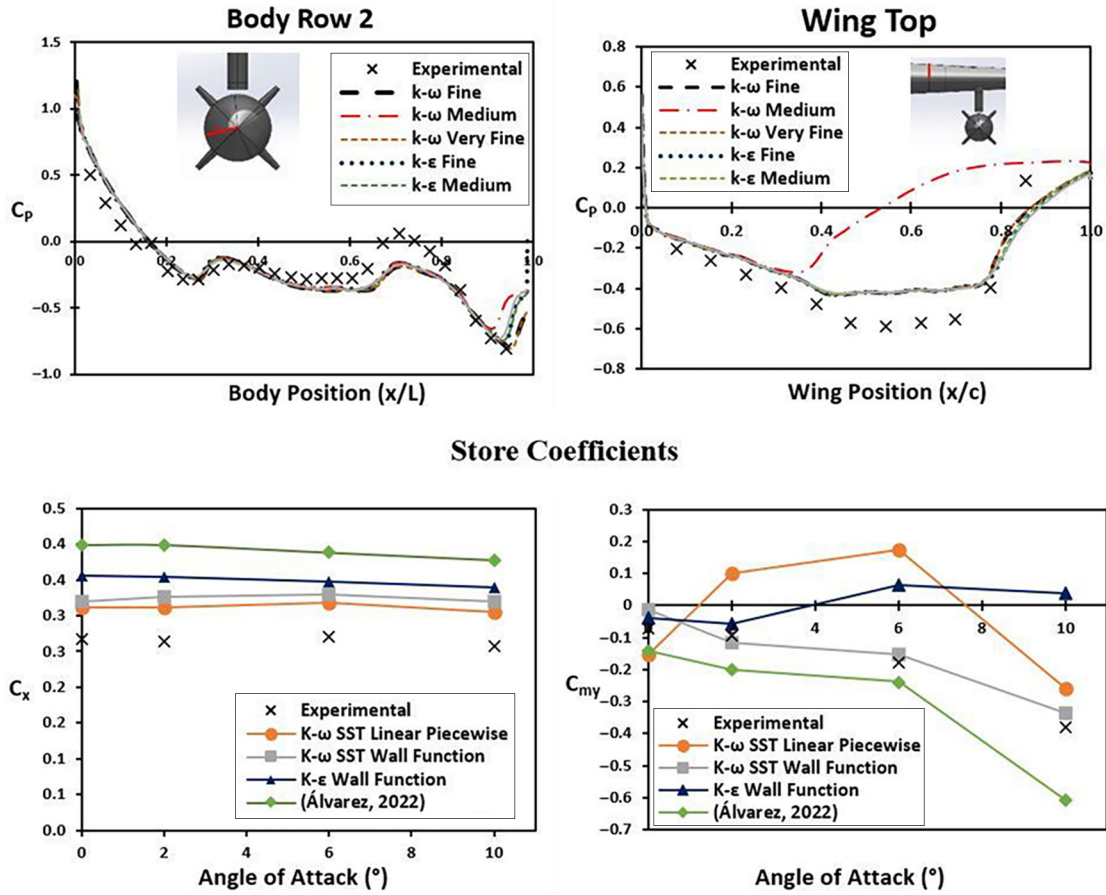 Body Row 2
1.5
1.0
0.5
0.0
−0.5
−1.0
C_P
0.0
0.2
0.4
0.6
0.8
1.0
Experimental
k-ω Fine
k-ω Medium
k-ω Very Fine
k-ε Fine
k-ε Medium
Body Position (x/L)
Wing Top
0.8
0.6
0.4
0.2
0.0
−0.2
−0.4
−0.6
−0.8
C_P
0.0
0.2
0.4
0.6
0.8
1.0
Experimental
k-ω Fine
k-ω Medium
k-ω Very Fine
k-ε Fine
k-ε Medium
Wing Position (x/c)
Store Coefficients
0.5
0.4
0.4
0.3
0.3
0.2
0.2
0.1
0.1
0.0
C_x
0
2
4
6
8
10
Experimental
K-ω SST Linear Piecewise
K-ω SST Wall Function
K-ε Wall Function
(Álvarez, 2022)
Angle of Attack (°)
0.3
0.2
0.1
0
−0.1
−0.2
−0.3
−0.4
−0.5
−0.6
−0.7
C_my
4
6
8
10
Experimental
K-ω SST Linear Piecewise
K-ω SST Wall Function
K-ε Wall Function
(Álvarez, 2022)
Angle of Attack (°)